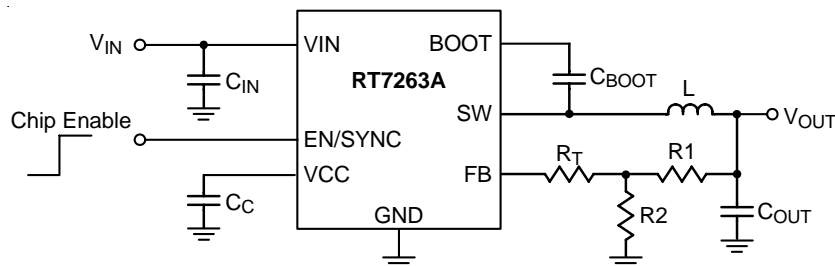 VIN
VIN
BOOT
CIN
RT7263A
CBOOT
L
Chip Enable
SW
VOUT
EN/SYNC
VCC
FB
RT
R1
CC
GND
R2
COUT